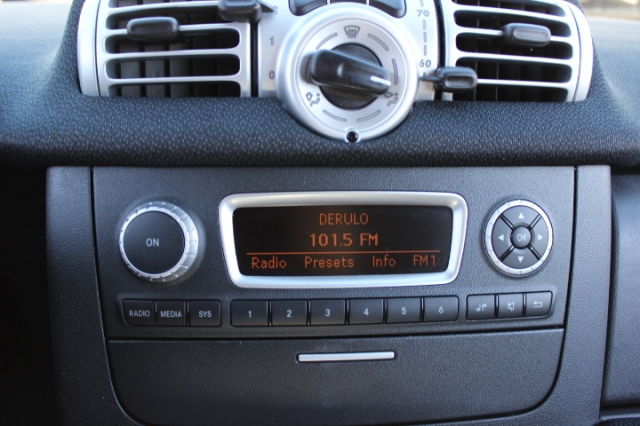 70
1
0
60
DERULO
101.5 FM
Radio Presets Info FM1
ON
OK
RADIO MEDIA SYS 1 2 3 4 5 6